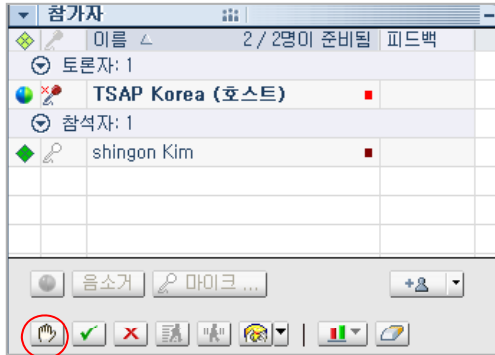 참가자
이름 2 / 2명이 준비됨 피드백
토론자: 1
TSAP Korea (호스트)
참석자: 1
shingon Kim
음소거 마이크 ...